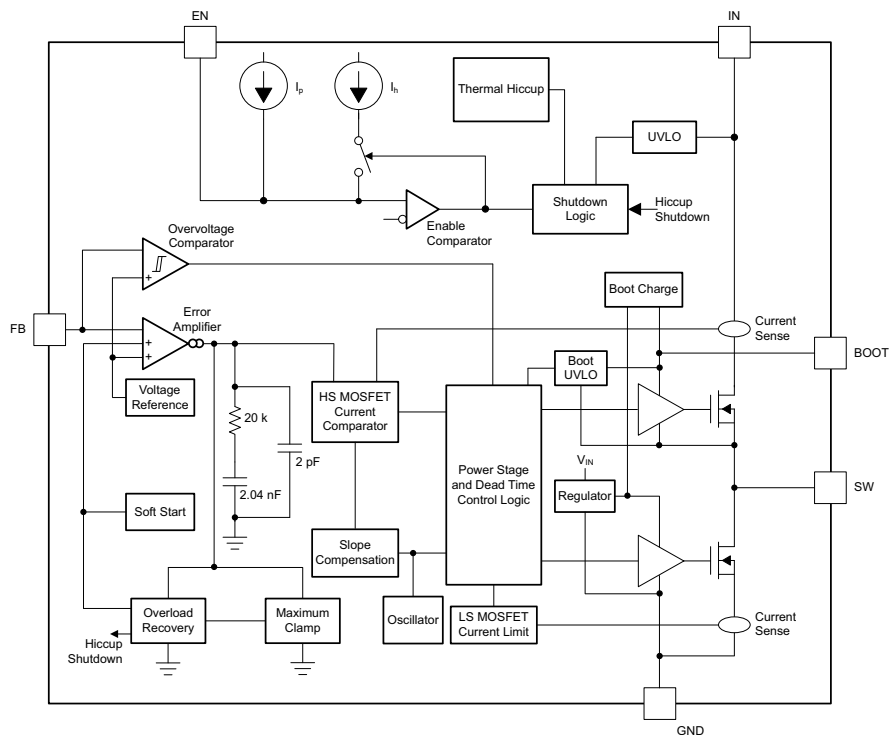 EN
IN
Ip
Ih
Thermal Hiccup
UVLO
Shutdown
Logic
Hiccup
Shutdown
Enable
Comparator
Overvoltage
Comparator
+
Boot Charge
FB
Error
Amplifier
+
+
Current
Sense
BOOT
Boot
UVLO
Voltage
Reference
20 k
HS MOSFET
Current
Comparator
2 pF
2.04 nF
Power Stage
and Dead Time
Control Logic
VIN
Regulator
SW
Soft Start
Slope
Compensation
Overload
Recovery
Maximum
Clamp
Oscillator
LS MOSFET
Current Limit
Current
Sense
Hiccup
Shutdown
GND